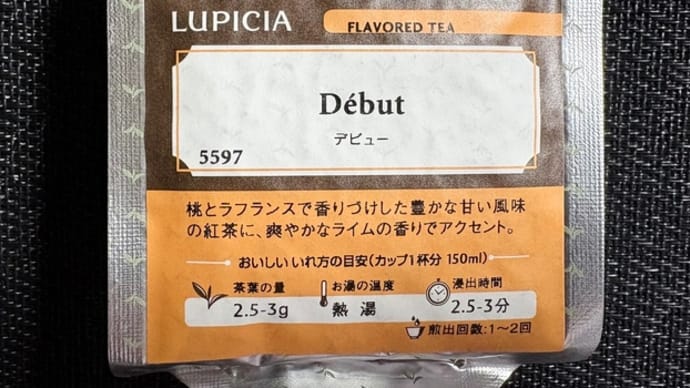 LUPICIA
FLAVORED TEA
Début
デビュー
5597
桃とラフランスで香りづけした豊かな甘い風味
の紅茶に、爽やかなライムの香りでアクセント。
おいしいいれ方の目安(カップ1杯分 150ml)
茶葉の量
2.5-3g
お湯の温度
熱湯
浸出時間
2.5-3分
煎出回数:1〜2回